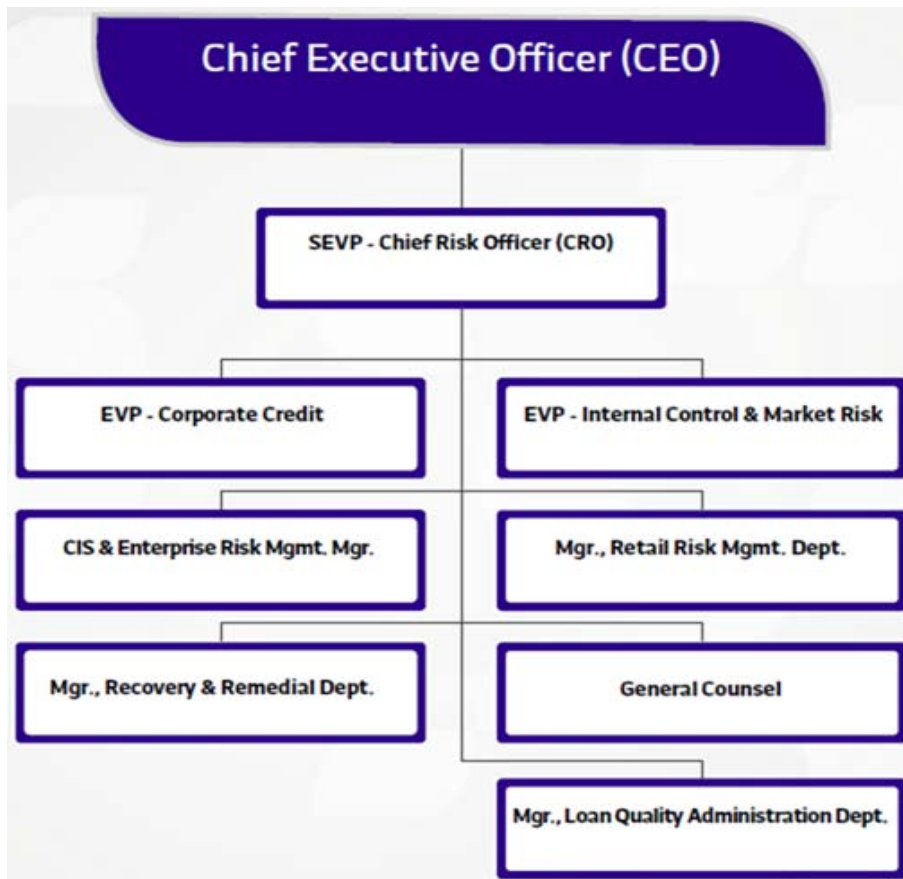 Chief Executive Officer (CEO)
SEVP - Chief Risk Officer (CRO)
EVP - Corporate Credit
EVP - Internal Control & Market Risk
CIS & Enterprise Risk Mgmt. Mgr.
Mgr., Retail Risk Mgmt. Dept.
Mgr., Recovery & Remedial Dept.
General Counsel
Mgr., Loan Quality Administration Dept.